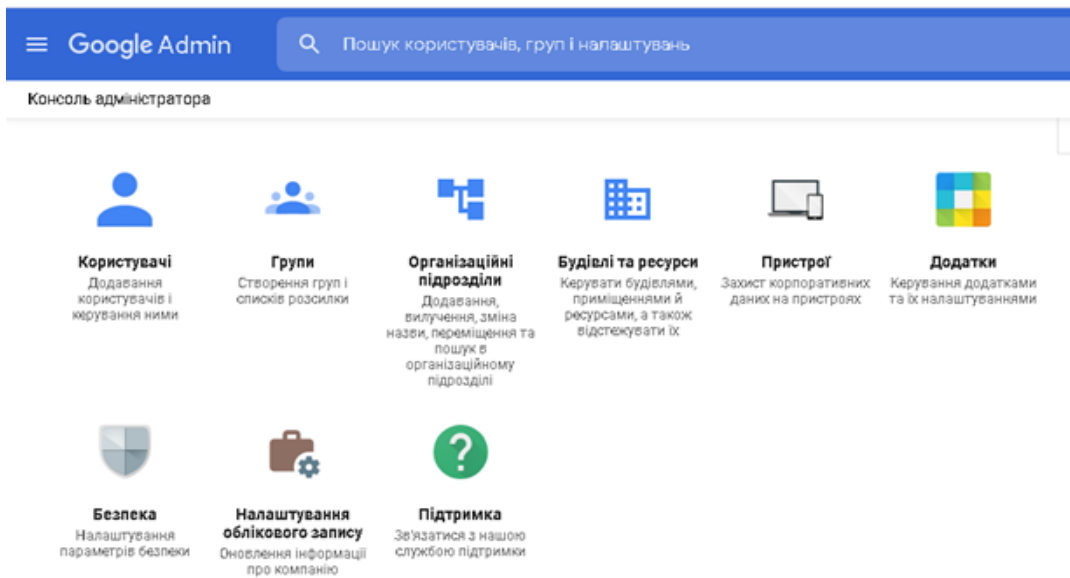 Google Admin
Пошук користувачів, груп і налаштувань
Консоль адміністратора
Користувачі
Додавання
користувачів і
керування ними
Групи
Створення груп і
списків розсилки
Організаційні
підрозділи
Додавання,
вилучення, зміна
назви, переміщення та
пошук в
організаційному
підрозділі
Будівлі та ресурси
Керувати будівлями,
приміщеннями й
ресурсами, а також
відстежувати їх
Пристрої
Захист корпоративних
даних на пристроях
Додатки
Керування додатками
та їх налаштуваннями
Безпека
Налаштування
параметрів безпеки
Налаштування
облікового запису
Оновлення інформації
про компанію
Підтримка
Зв'язатися з нашою
службою підтримки